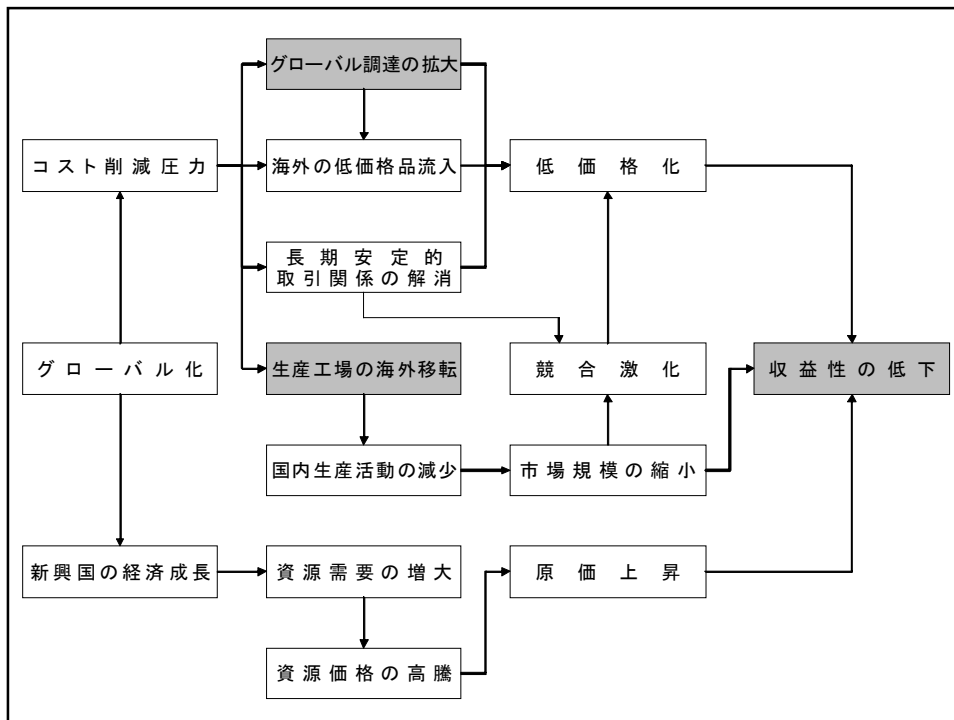 グローバル調達の拡大
コスト削減圧力
海外の低価格品流入
低価格化
長期安定的
取引関係の解消
グローバル化
生産工場の海外移転
競合激化
収益性の低下
国内生産活動の減少
市場規模の縮小
新興国の経済成長
資源需要の増大
原価上昇
資源価格の高騰